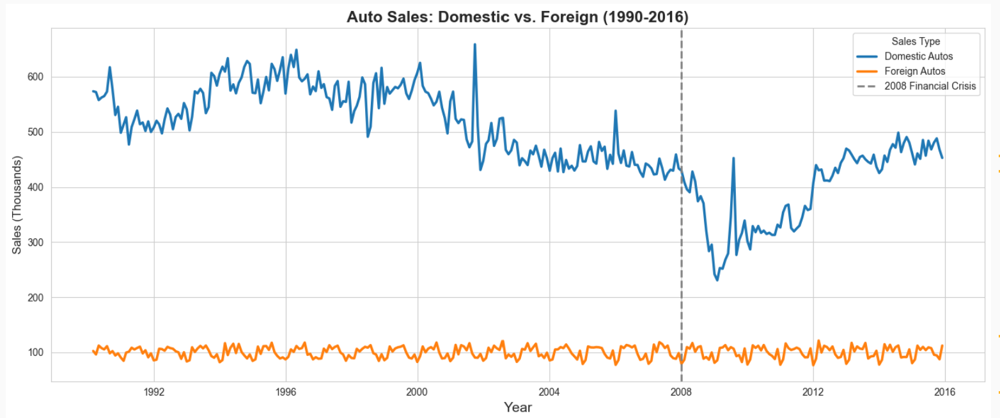 Auto Sales: Domestic vs. Foreign (1990-2016)
Sales Type
Domestic Autos
Foreign Autos
2008 Financial Crisis
Sales (Thousands)
600
500
400
300
200
100
1992 1996 2000 2004 2008 2012 2016
Year